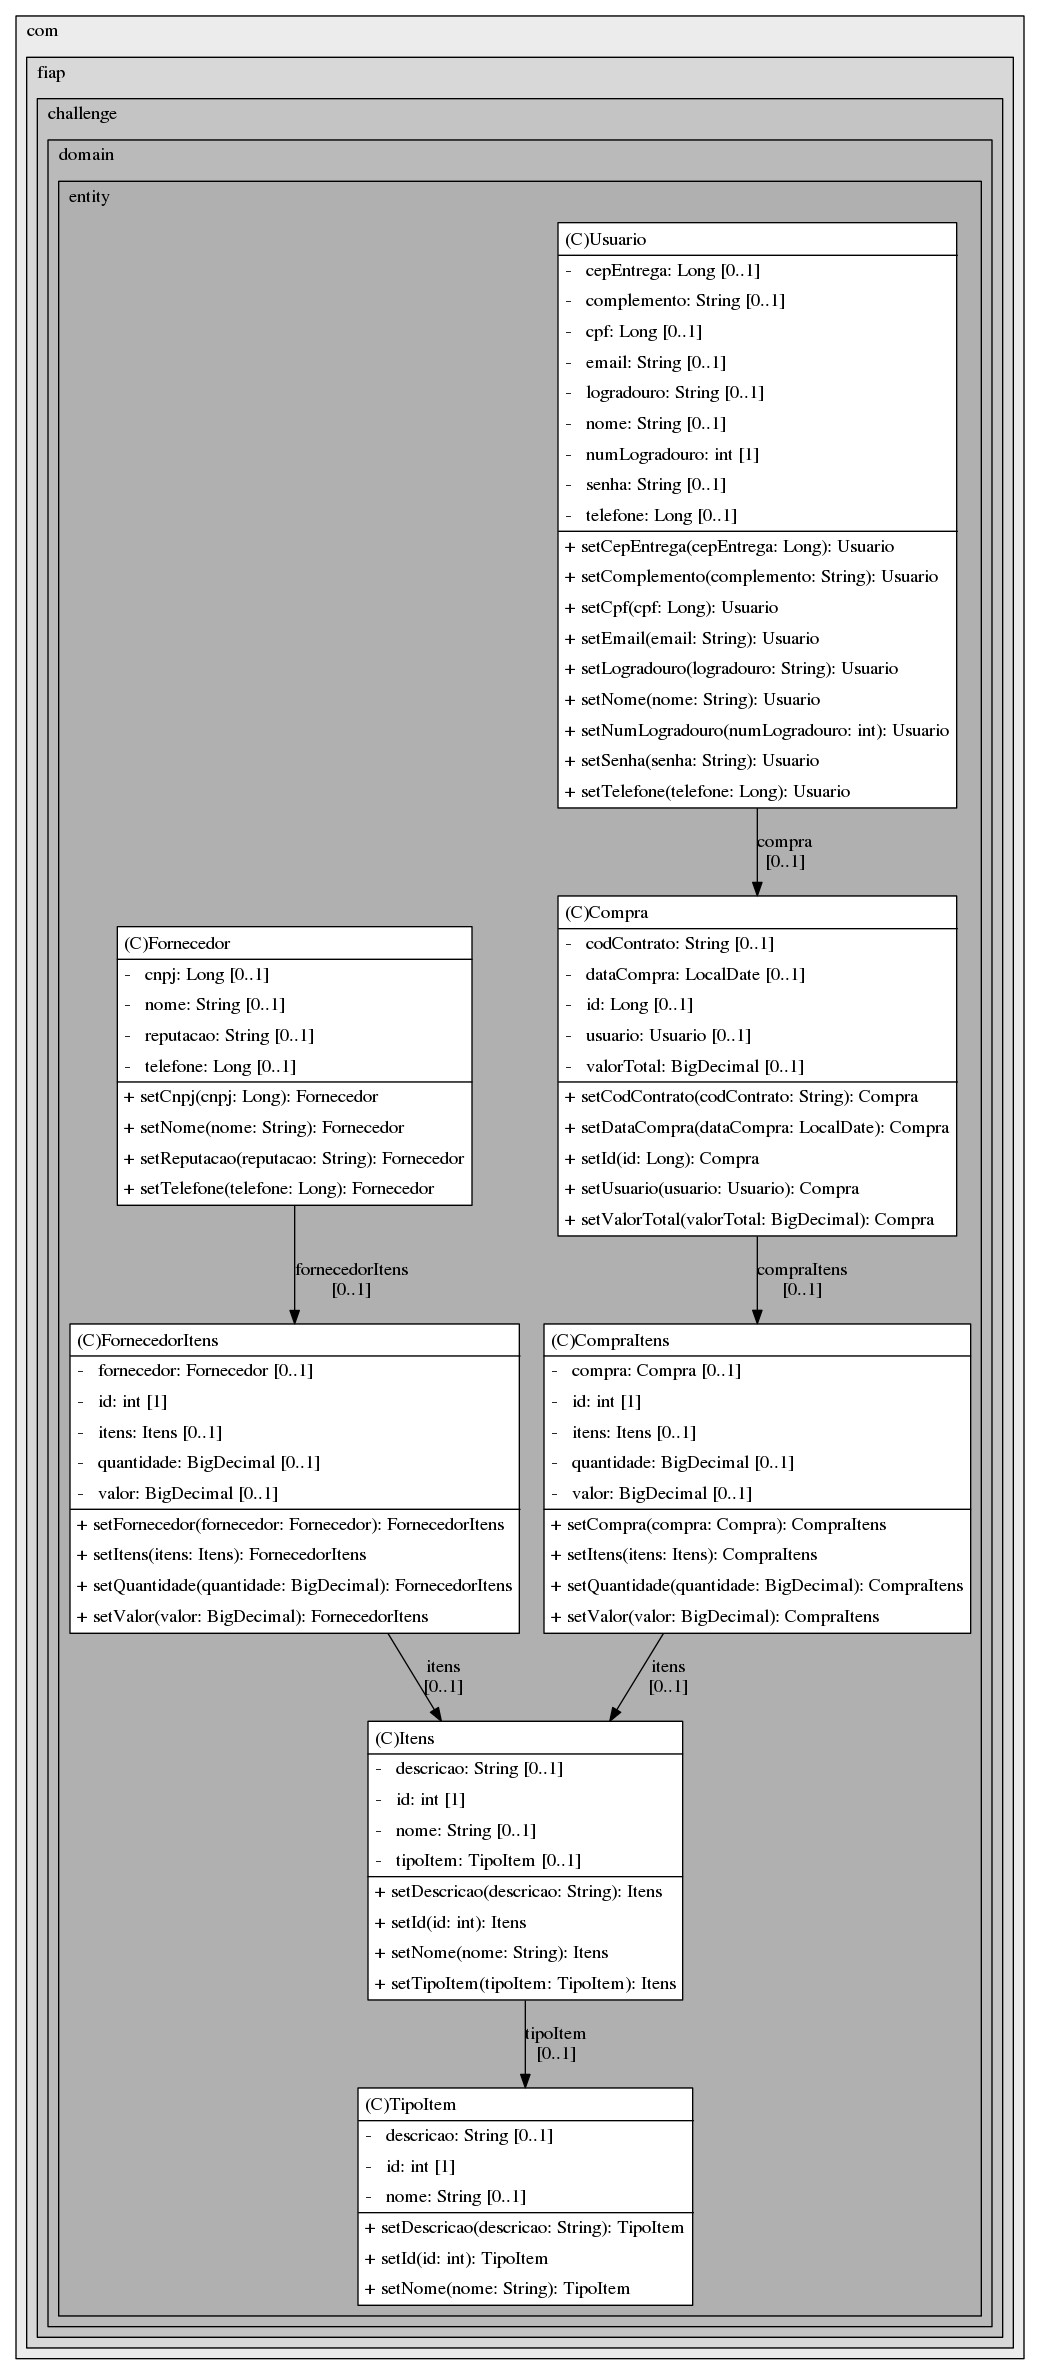 com
fiap
challenge
domain
entity
(C)Usuario
- cepEntrega: Long [0..1]
- complemento: String [0..1]
- cpf: Long [0..1]
- email: String [0..1]
- logradouro: String [0..1]
- nome: String [0..1]
- numLogradouro: int [1]
- senha: String [0..1]
- telefone: Long [0..1]
+ setCepEntrega(cepEntrega: Long): Usuario
+ setComplemento(complemento: String): Usuario
+ setCpf(cpf: Long): Usuario
+ setEmail(email: String): Usuario
+ setLogradouro(logradouro: String): Usuario
+ setNome(nome: String): Usuario
+ setNumLogradouro(numLogradouro: int): Usuario
+ setSenha(senha: String): Usuario
+ setTelefone(telefone: Long): Usuario
compra
[0..1]
(C)Fornecedor
- cnpj: Long [0..1]
- nome: String [0..1]
- reputacao: String [0..1]
- telefone: Long [0..1]
+ setCnpj(cnpj: Long): Fornecedor
+ setNome(nome: String): Fornecedor
+ setReputacao(reputacao: String): Fornecedor
+ setTelefone(telefone: Long): Fornecedor
(C)Compra
- codContrato: String [0..1]
- dataCompra: LocalDate [0..1]
- id: Long [0..1]
- usuario: Usuario [0..1]
- valorTotal: BigDecimal [0..1]
+ setCodContrato(codContrato: String): Compra
+ setDataCompra(dataCompra: LocalDate): Compra
+ setId(id: Long): Compra
+ setUsuario(usuario: Usuario): Compra
+ setValorTotal(valorTotal: BigDecimal): Compra
fornecedorItens
[0..1]
compraItens
[0..1]
(C)FornecedorItens
- fornecedor: Fornecedor [0..1]
- id: int [1]
- itens: Itens [0..1]
- quantidade: BigDecimal [0..1]
- valor: BigDecimal [0..1]
+ setFornecedor(fornecedor: Fornecedor): FornecedorItens
+ setItens(itens: Itens): FornecedorItens
+ setQuantidade(quantidade: BigDecimal): FornecedorItens
+ setValor(valor: BigDecimal): FornecedorItens
(C)CompraItens
- compra: Compra [0..1]
- id: int [1]
- itens: Itens [0..1]
- quantidade: BigDecimal [0..1]
- valor: BigDecimal [0..1]
+ setCompra(compra: Compra): CompraItens
+ setItens(itens: Itens): CompraItens
+ setQuantidade(quantidade: BigDecimal): CompraItens
+ setValor(valor: BigDecimal): CompraItens
itens
[0..1]
itens
[0..1]
(C)Itens
- descricao: String [0..1]
- id: int [1]
- nome: String [0..1]
- tipoItem: TipoItem [0..1]
+ setDescricao(descricao: String): Itens
+ setId(id: int): Itens
+ setNome(nome: String): Itens
+ setTipoItem(tipoItem: TipoItem): Itens
tipoItem
[0..1]
(C)TipoItem
- descricao: String [0..1]
- id: int [1]
- nome: String [0..1]
+ setDescricao(descricao: String): TipoItem
+ setId(id: int): TipoItem
+ setNome(nome: String): TipoItem